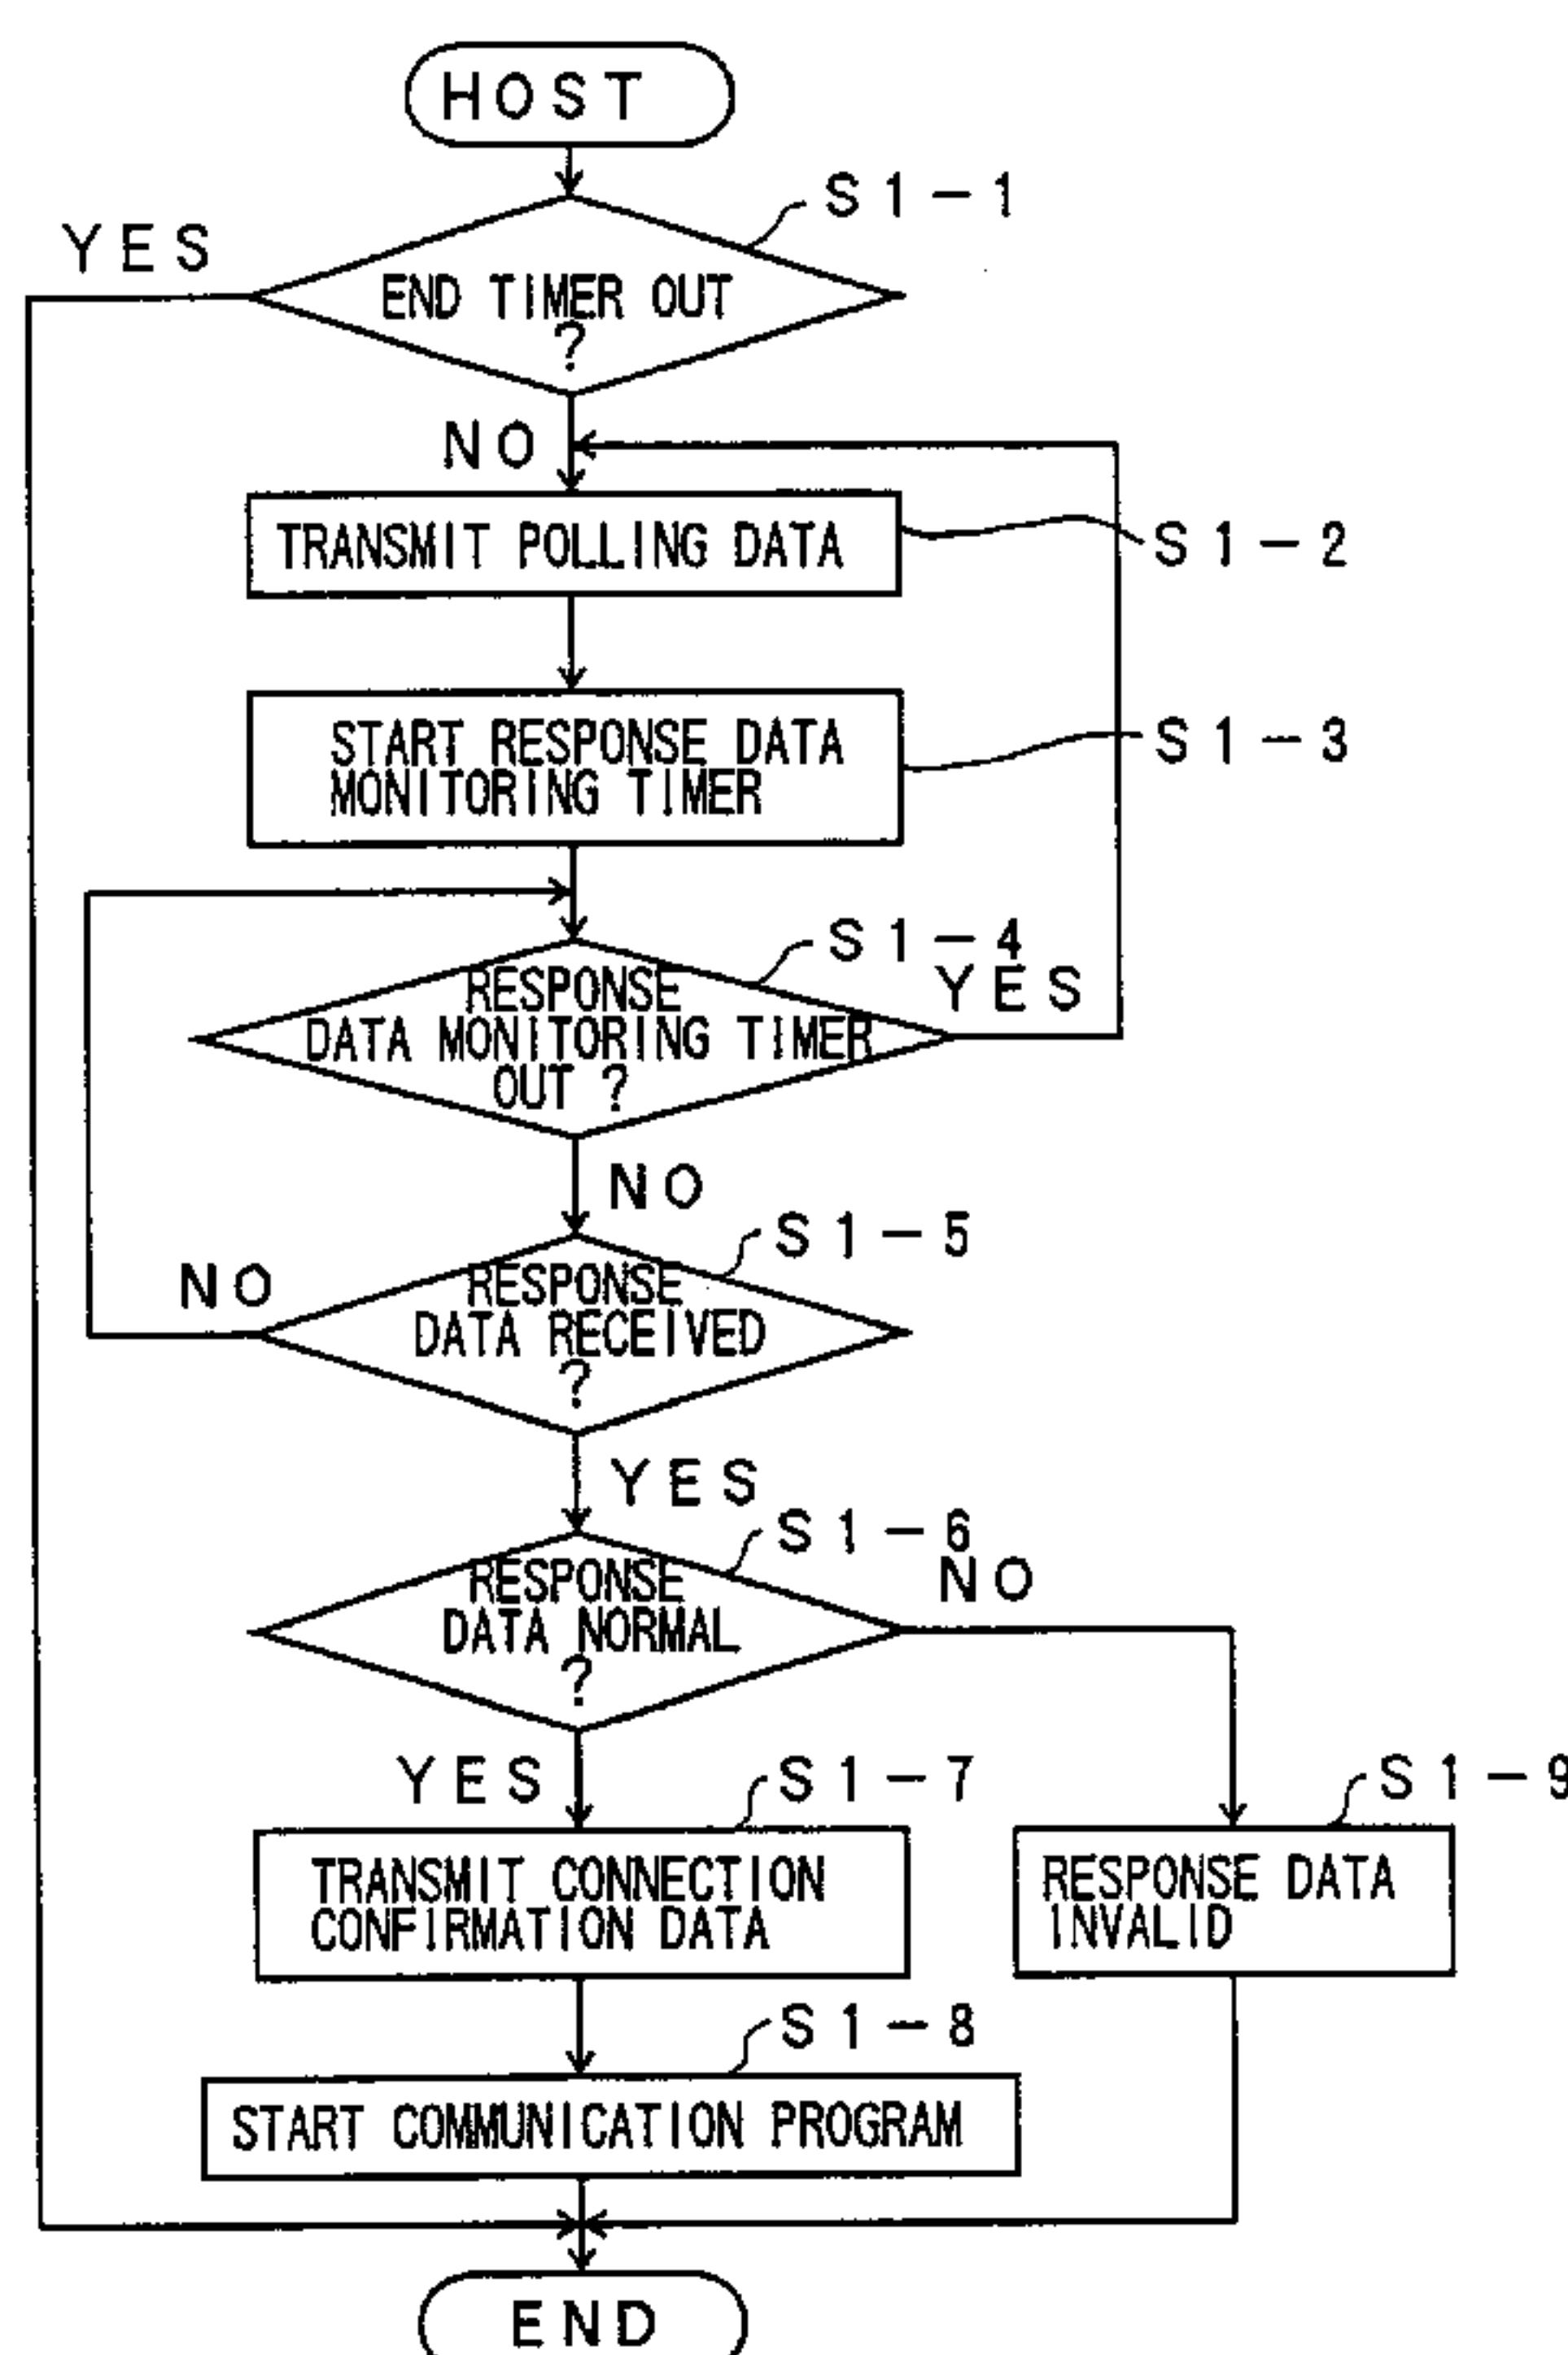 HOST
S1-1
YES
END TIMER OUT
?
NO
TRANSMIT POLLING DATA
S1-2
START RESPONSE DATA
MONITORING TIMER
S1-3
S1-4
RESPONSE
DATA MONITORING TIMER
OUT ?
YES
NO
S1-5
RESPONSE
DATA RECEIVED
?
NO
YES
S1-6
RESPONSE
DATA NORMAL
?
NO
YES
S1-7
TRANSMIT CONNECTION
CONFIRMATION DATA
S1-9
RESPONSE DATA
INVALID
S1-8
START COMMUNICATION PROGRAM
END